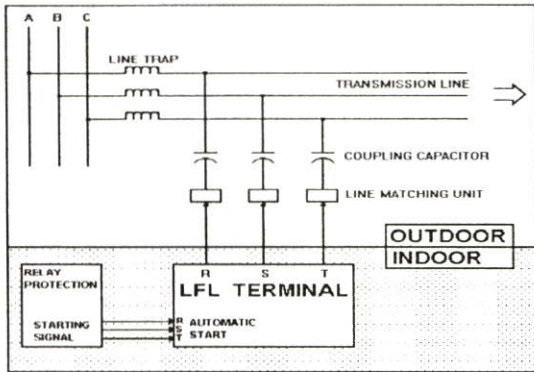 A B C
LINE TRAP
TRANSMISSION LINE
COUPLING CAPACITOR
LINE MATCHING UNIT
OUTDOOR
INDOOR
RELAY
PROTECTION
STARTING
SIGNAL
R S T
LFL TERMINAL
R AUTOMATIC
S START
T